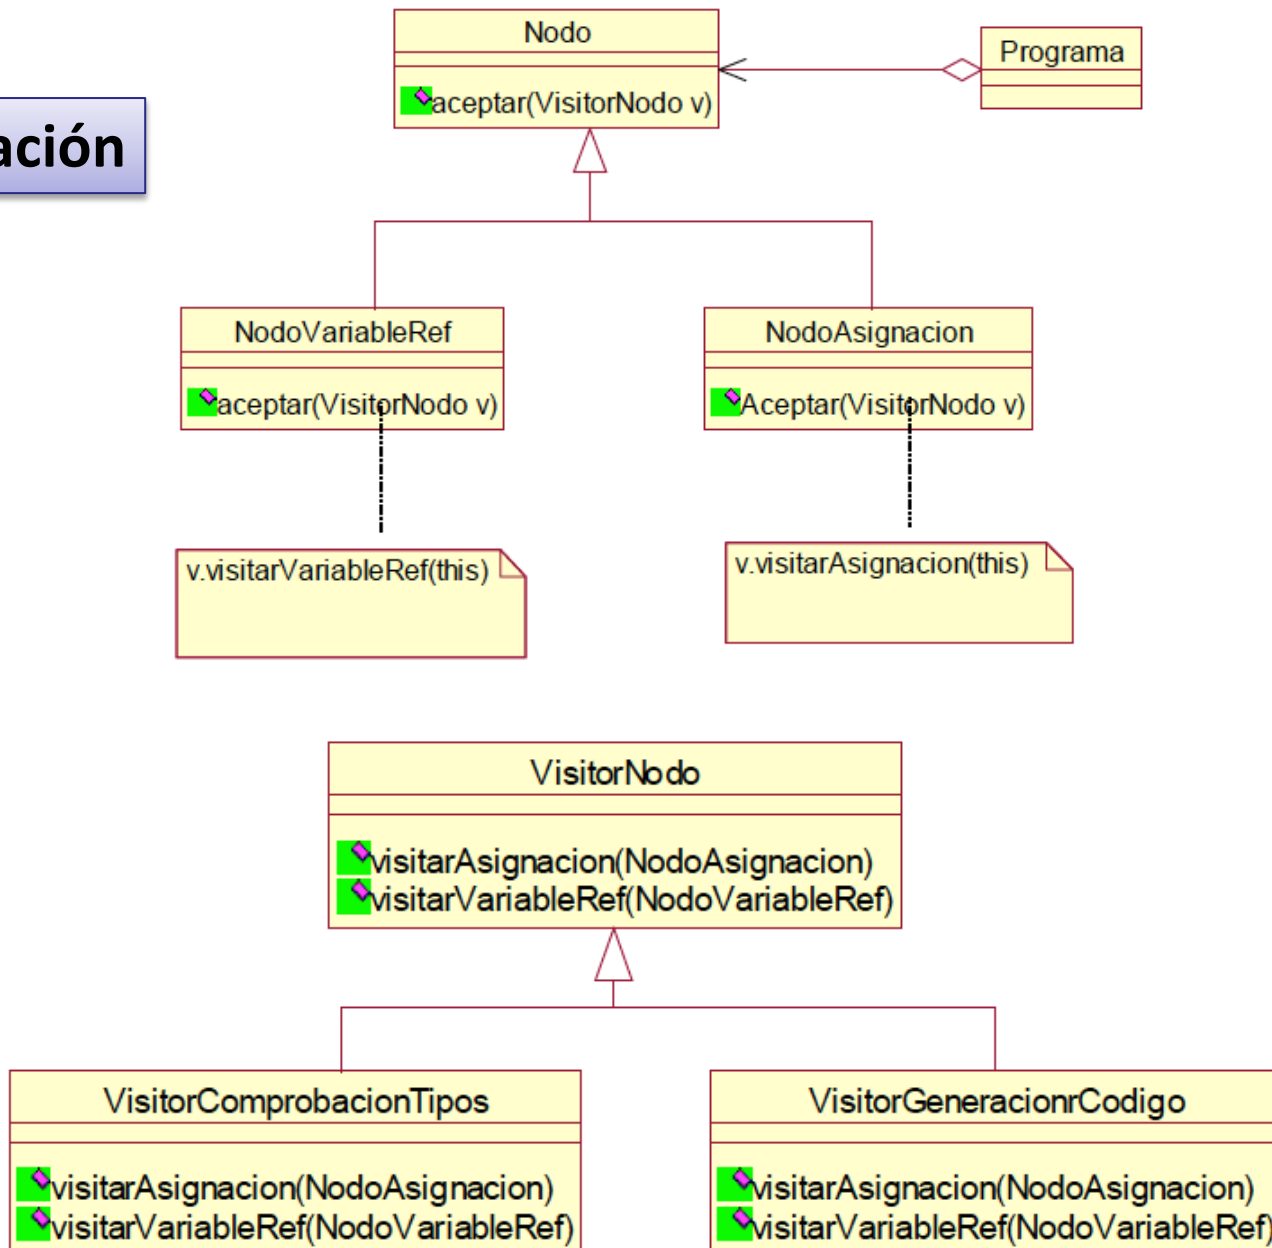 Nodo
aceptar(VisitorNodo v)
Programa
ación
NodoVariableRef
aceptar(VisitorNodo v)
NodoAsignacion
Aceptar(VisitorNodo v)
v.visitarVariableRef(this)
v.visitarAsignacion(this)
VisitorNodo
visitarAsignacion(NodoAsignacion)
visitarVariableRef(NodoVariableRef)
VisitorComprobacionTipos
visitarAsignacion(NodoAsignacion)
visitarVariableRef(NodoVariableRef)
VisitorGeneracionrCodigo
visitarAsignacion(NodoAsignacion)
visitarVariableRef(NodoVariableRef)